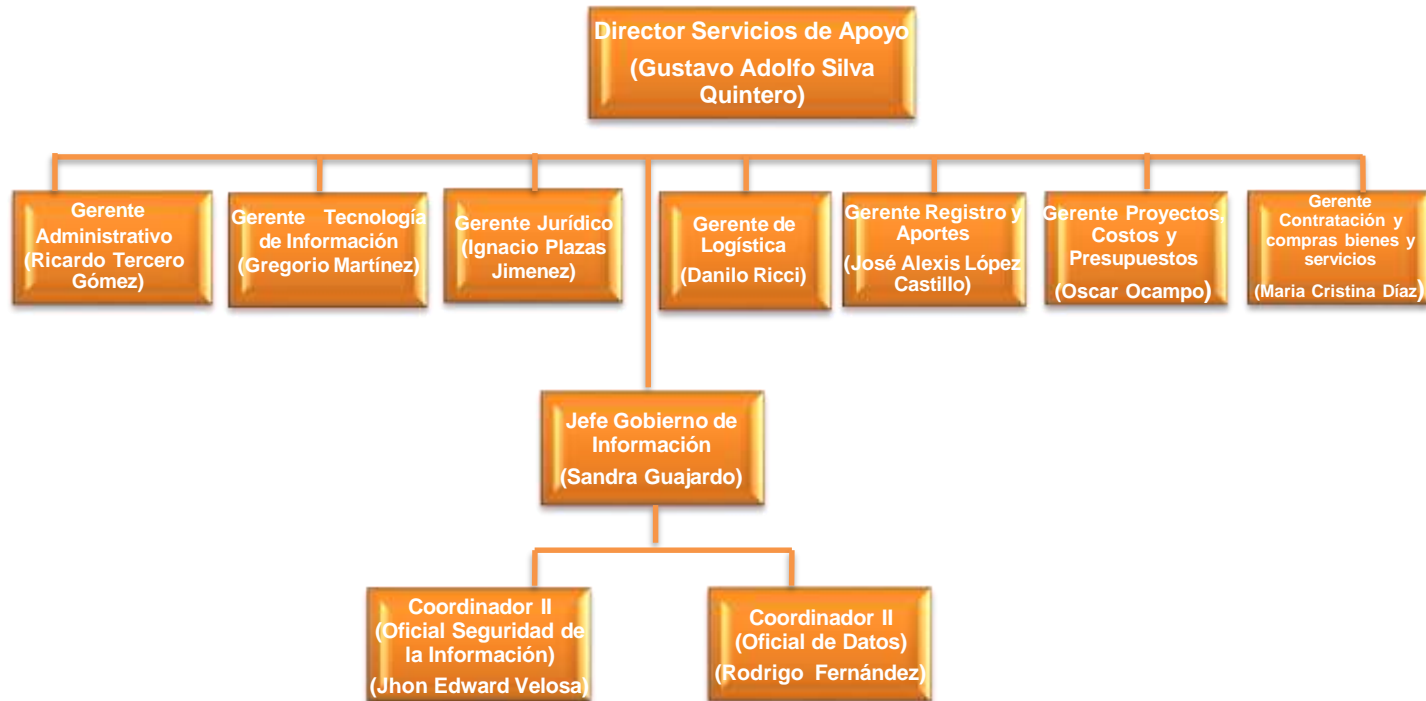 Director Servicios de Apoyo
(Gustavo Adolfo Silva
Quintero)
Gerente
Administrativo
(Ricardo Tercero
Gómez)
Gerente Tecnología
de Información
(Gregorio Martínez)
Gerente Jurídico
(Ignacio Plazas
Jimenez)
Gerente de
Logística
(Danilo Ricci)
Gerente Registro y
Aportes
(José Alexis López
Castillo)
Gerente Proyectos,
Costos y
Presupuestos
(Oscar Ocampo)
Gerente
Contratación y
compras bienes y
servicios
(Maria Cristina Díaz)
Jefe Gobierno de
Información
(Sandra Guajardo)
Coordinador II
(Oficial Seguridad de
la Información)
(Jhon Edward Velosa)
Coordinador II
(Oficial de Datos)
(Rodrigo Fernández)